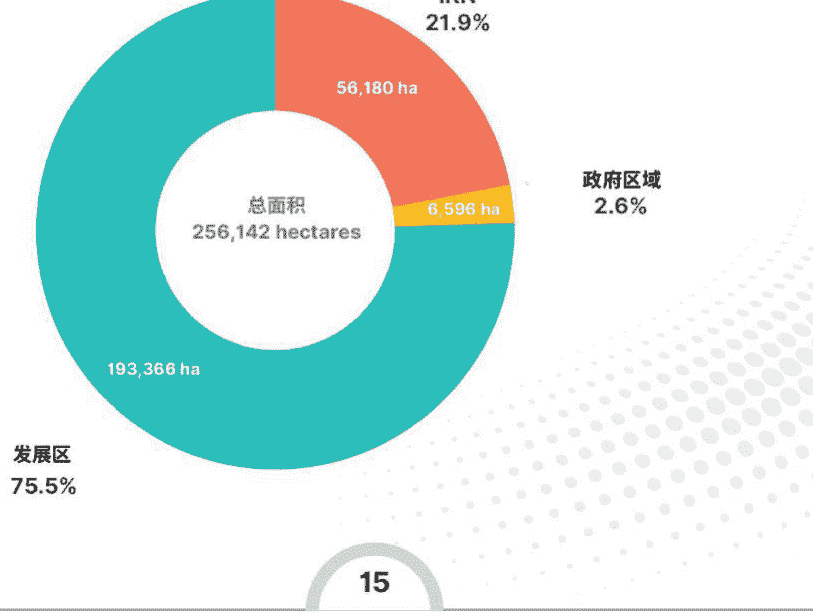 21.9%
56,180 ha
政府区域
2.6%
6,596 ha
总面积
256,142 hectares
193,366 ha
发展区
75.5%
15